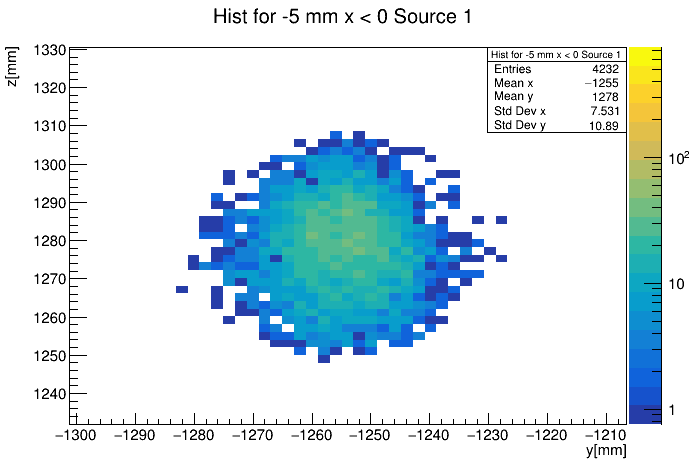 Hist for -5 mm x < 0 Source 1
z[mm]
1330
1320
1310
1300
1290
1280
1270
1260
1250
1240
Hist for -5 mm x < 0 Source 1
Entries 4232
Mean x −1255
Mean y 1278
Std Dev x 7.531
Std Dev y 10.89
10²
10
1
−1300 −1290 −1280 −1270 −1260 −1250 −1240 −1230 −1220 −1210
y[mm]